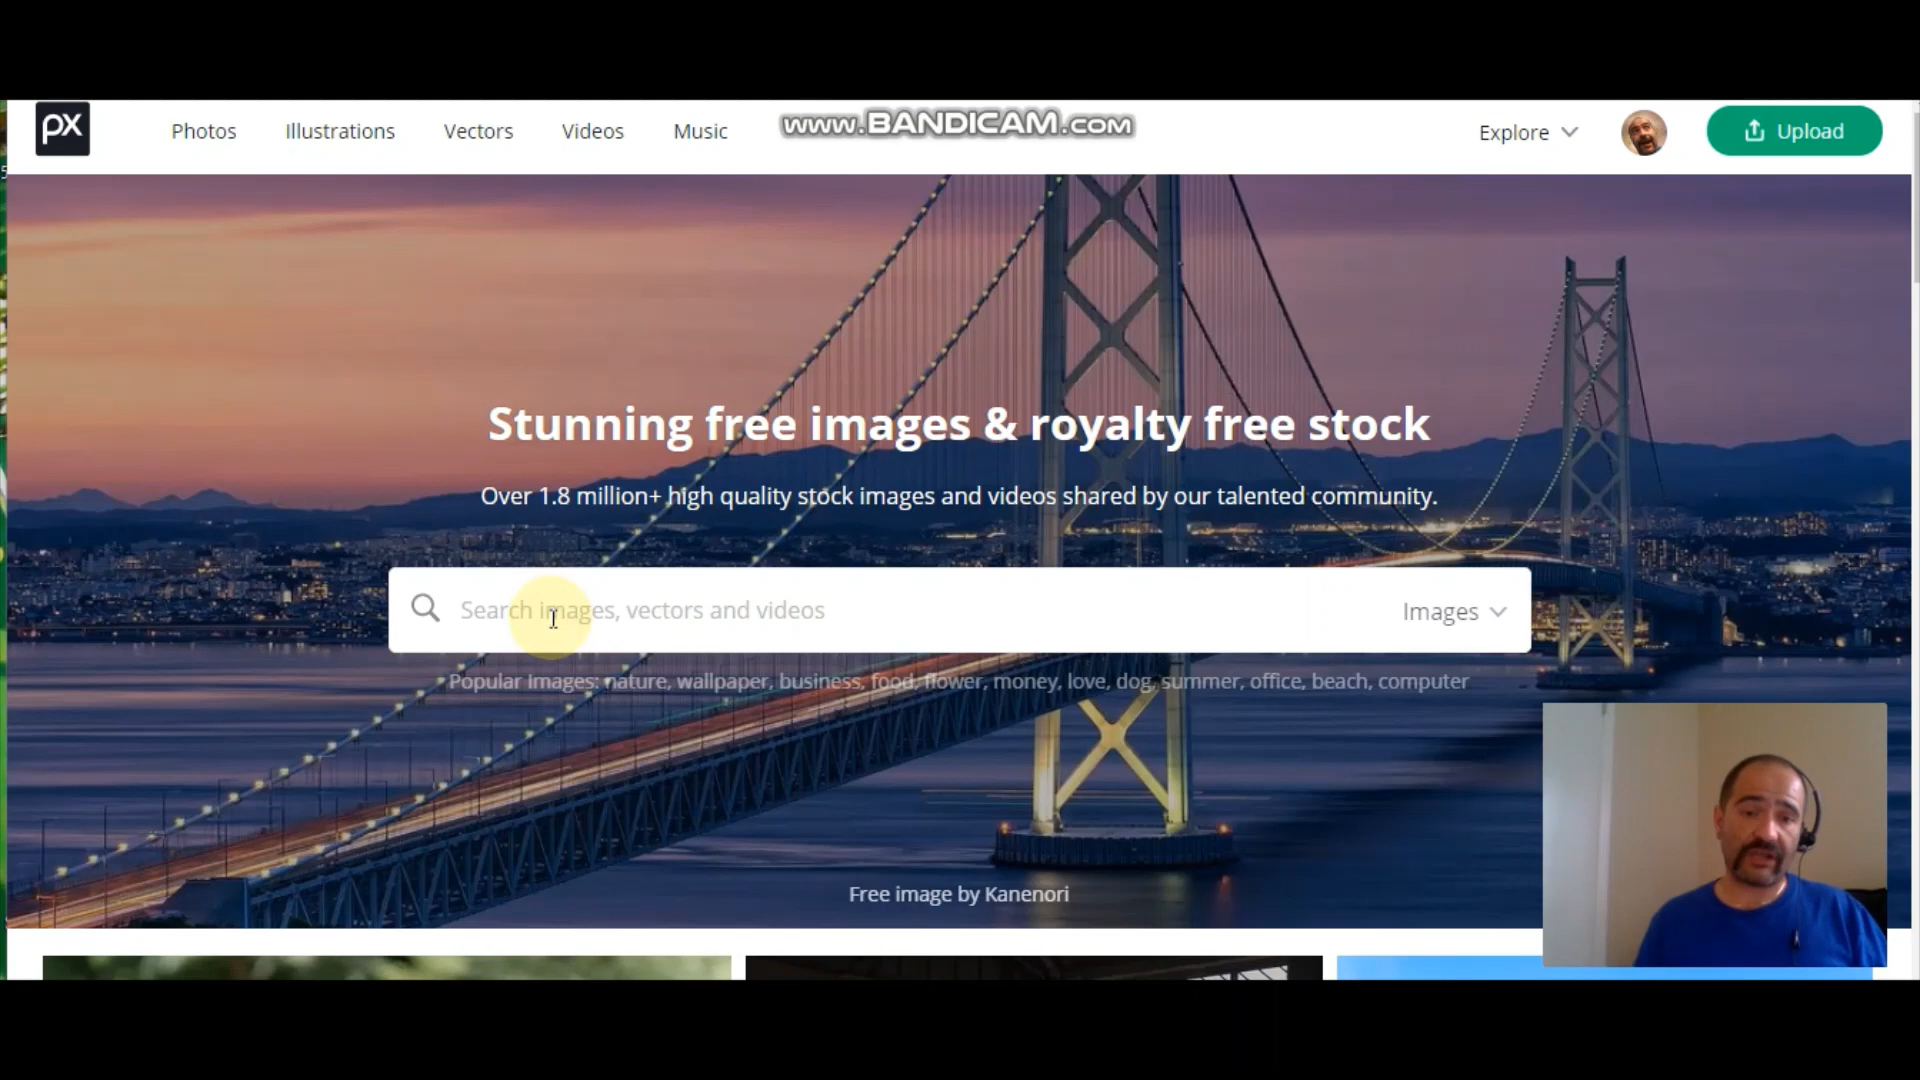 px
Photos Illustrations Vectors Videos Music
www.BANDICAM.com
Explore
Upload
Stunning free images & royalty free stock
Over 1.8 million+ high quality stock images and videos shared by our talented community.
Search images, vectors and videos
Images
Popular Images: nature, wallpaper, business, food, flower, money, love, dog, summer, office, beach, computer
Free image by Kanenori